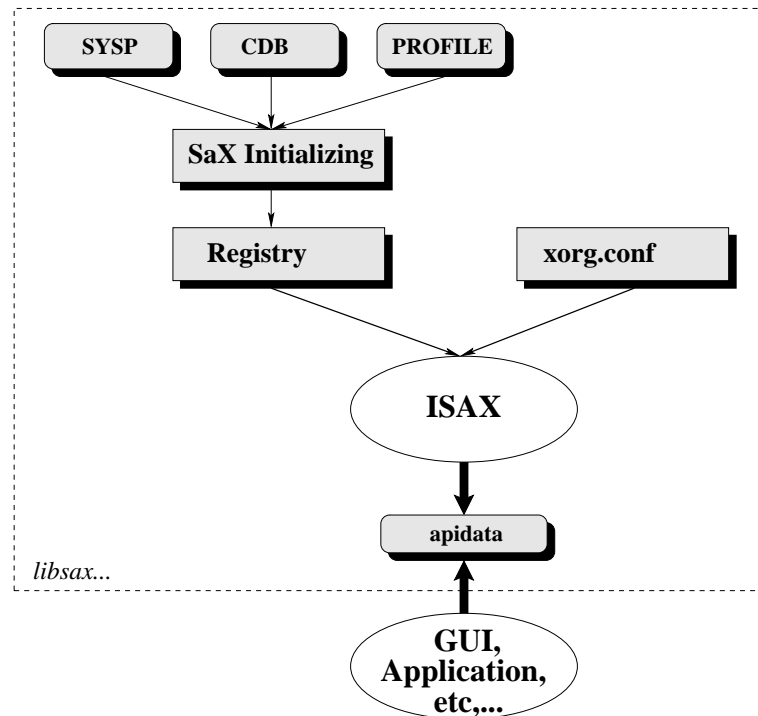 SYSP
CDB
PROFILE
SaX Initializing
Registry
xorg.conf
ISAX
apidata
libsax...
GUI,
Application,
etc,...